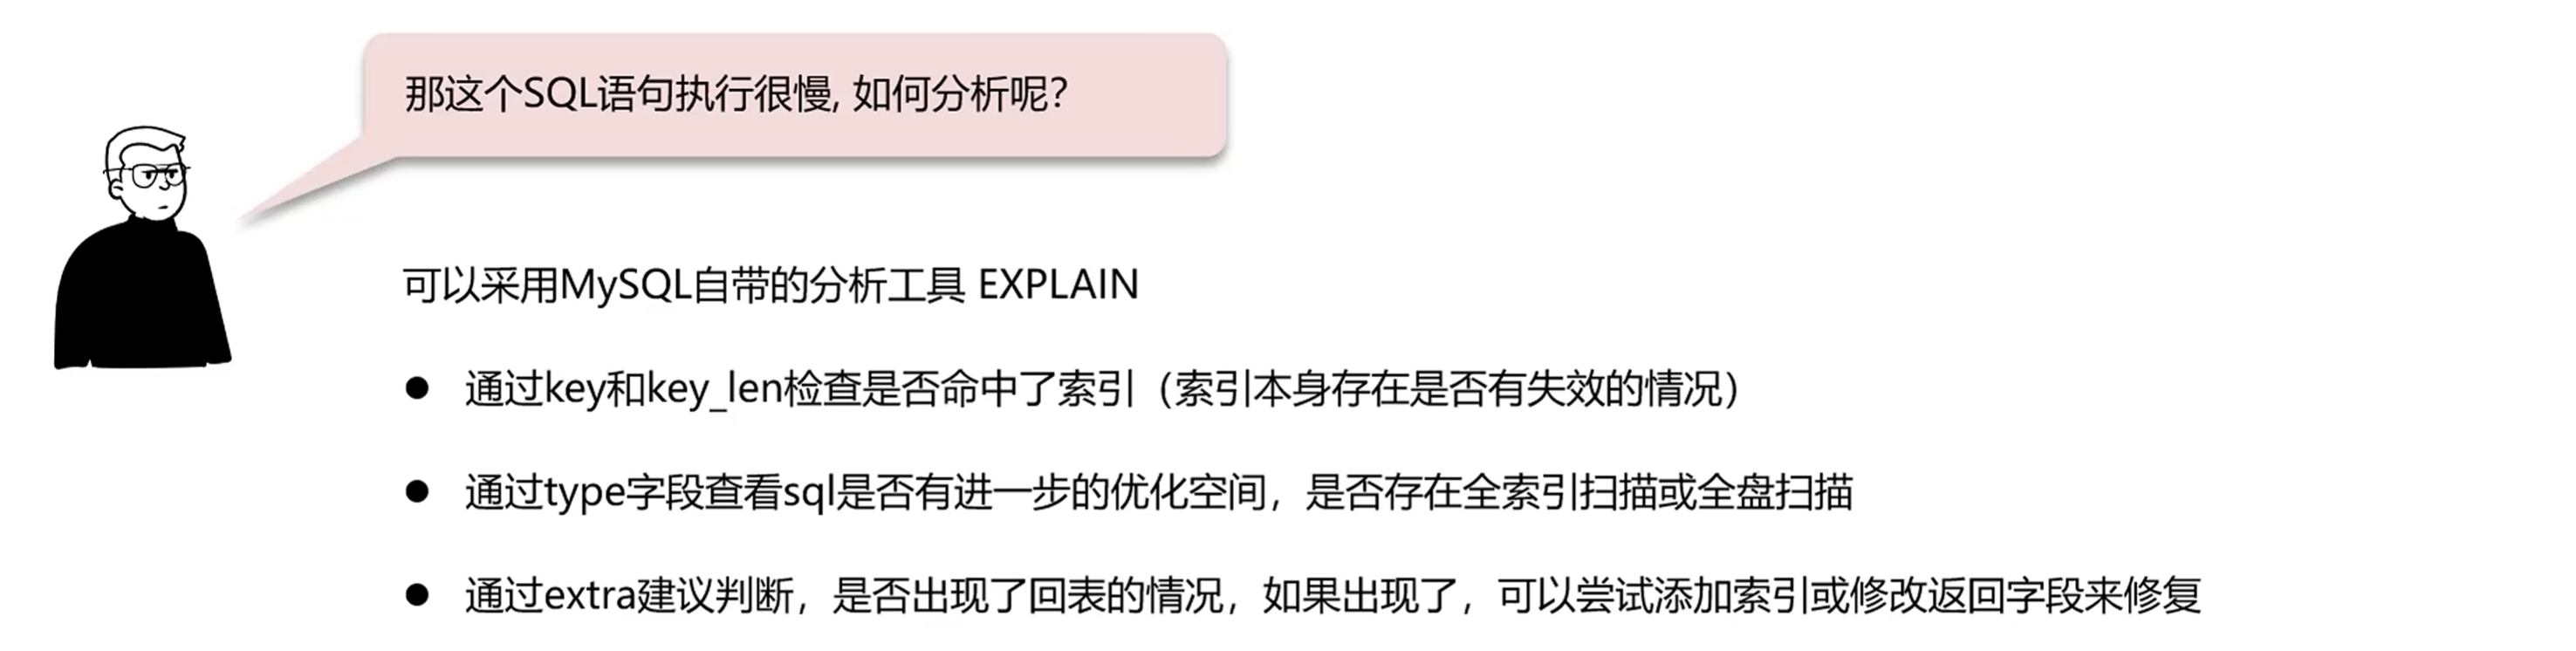 那这个SQL语句执行很慢, 如何分析呢?
可以采用MySQL自带的分析工具 EXPLAIN
● 通过key和key_len检查是否命中了索引（索引本身存在是否有失效的情况）
● 通过type字段查看sql是否有进一步的优化空间，是否存在全索引扫描或全盘扫描
● 通过extra建议判断，是否出现了回表的情况，如果出现了，可以尝试添加索引或修改返回字段来修复